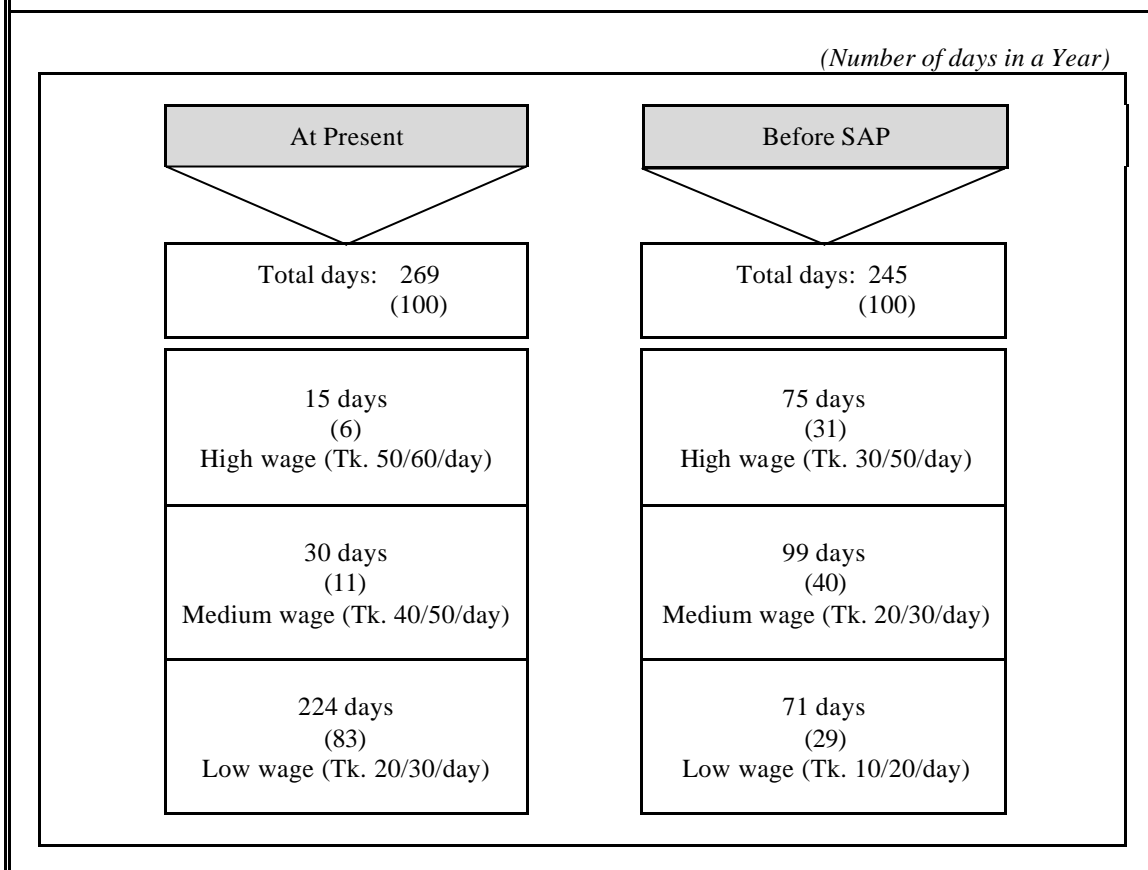 (Number of days in a Year)
At Present
Total days: 269
(100)
15 days
(6)
High wage (Tk. 50/60/day)
30 days
(11)
Medium wage (Tk. 40/50/day)
224 days
(83)
Low wage (Tk. 20/30/day)
Before SAP
Total days: 245
(100)
75 days
(31)
High wage (Tk. 30/50/day)
99 days
(40)
Medium wage (Tk. 20/30/day)
71 days
(29)
Low wage (Tk. 10/20/day)